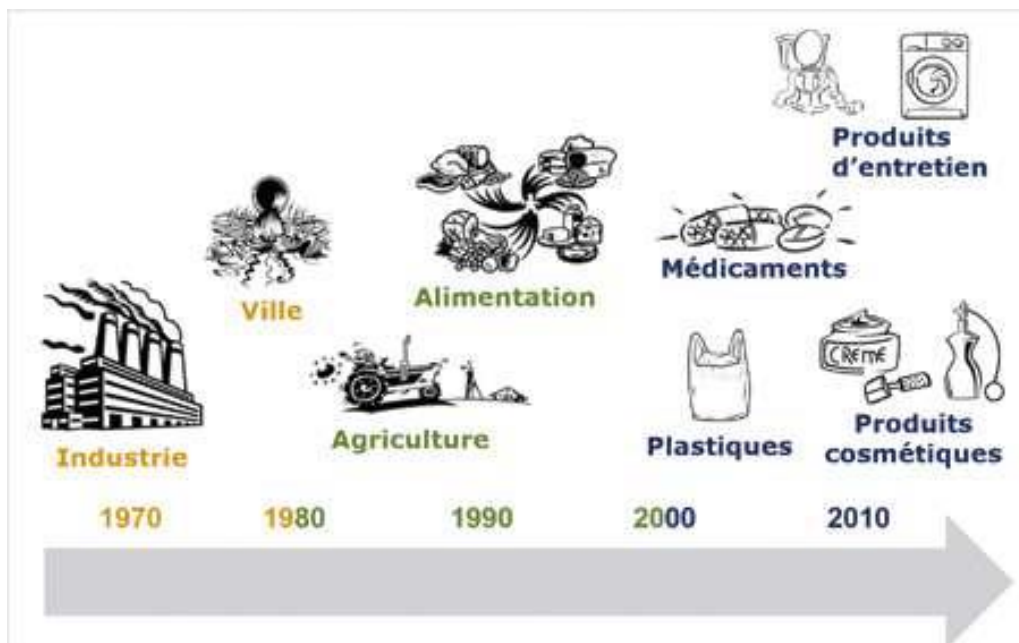 Produits
d'entretien
Médicaments
Alimentation
Ville
CREME
Produits
cosmétiques
Plastiques
Agriculture
Industrie
1970
1980
1990
2000
2010